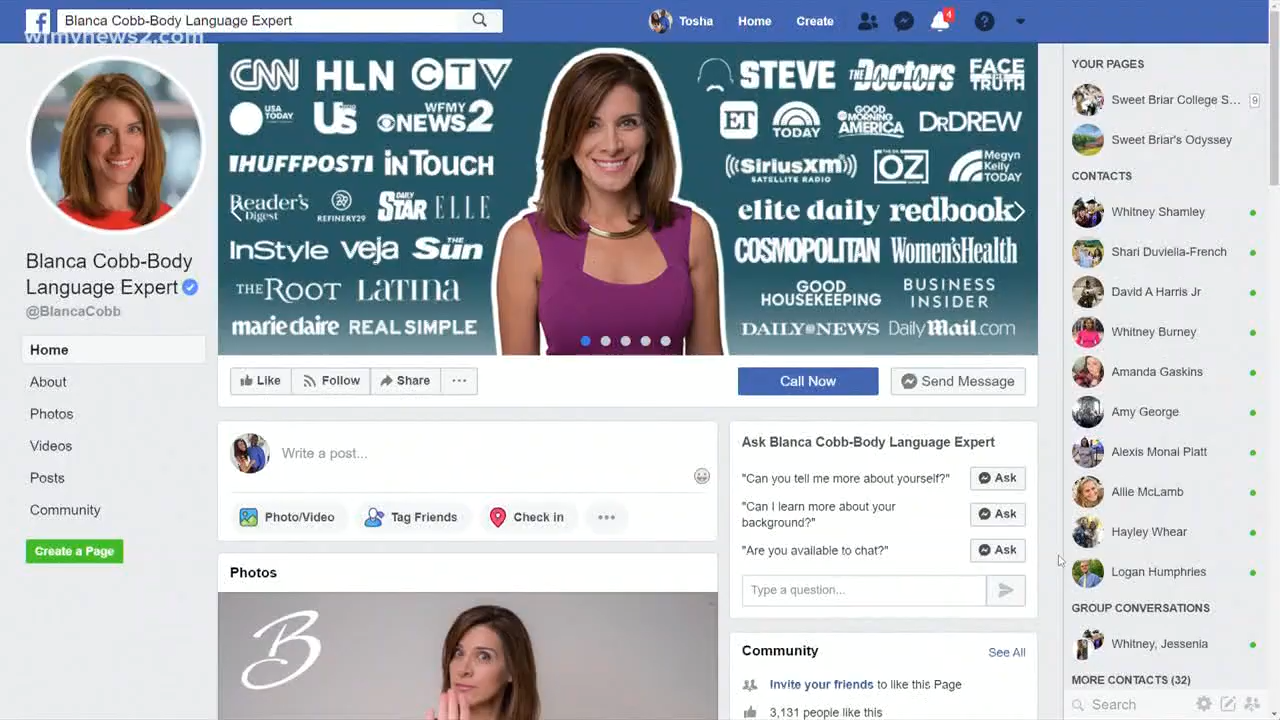 Blanca Cobb-Body Language Expert
Tosha
Home
Create
4
wfmynews2.com
Blanca Cobb-Body
Language Expert
@BlancaCobb
Home
About
Photos
Videos
Posts
Community
Create a Page
CNN HLN CTV
USA TODAY Us WFMY NEWS 2
HUFFPOST INTOUCH
Reader's Digest REFINERY29 DAILY STAR ELLE
InStyle veja THE Sun
THE ROOT LATINA
marie claire REAL SIMPLE
STEVE THE Doctors FACE THE TRUTH
ET TODAY GOOD MORNING AMERICA DR DREW
SiriusXM SATELLITE RADIO OZ Megyn Kelly TODAY
elite daily redbook
COSMOPOLITAN Women'sHealth
GOOD HOUSEKEEPING BUSINESS INSIDER
DAILY NEWS DailyMail.com
Like
Follow
Share
Call Now
Send Message
Write a post...
Photo/Video
Tag Friends
Check in
Photos
B
Ask Blanca Cobb-Body Language Expert
"Can you tell me more about yourself?"
Ask
"Can I learn more about your
background?"
Ask
"Are you available to chat?"
Ask
Type a question...
Community
See All
Invite your friends to like this Page
3,131 people like this
YOUR PAGES
Sweet Briar College S...
9
Sweet Briar's Odyssey
CONTACTS
Whitney Shamley
Shari Duviella-French
David A Harris Jr
Whitney Burney
Amanda Gaskins
Amy George
Alexis Monai Platt
Allie McLamb
Hayley Whear
Logan Humphries
GROUP CONVERSATIONS
Whitney, Jessenia
MORE CONTACTS (32)
Search